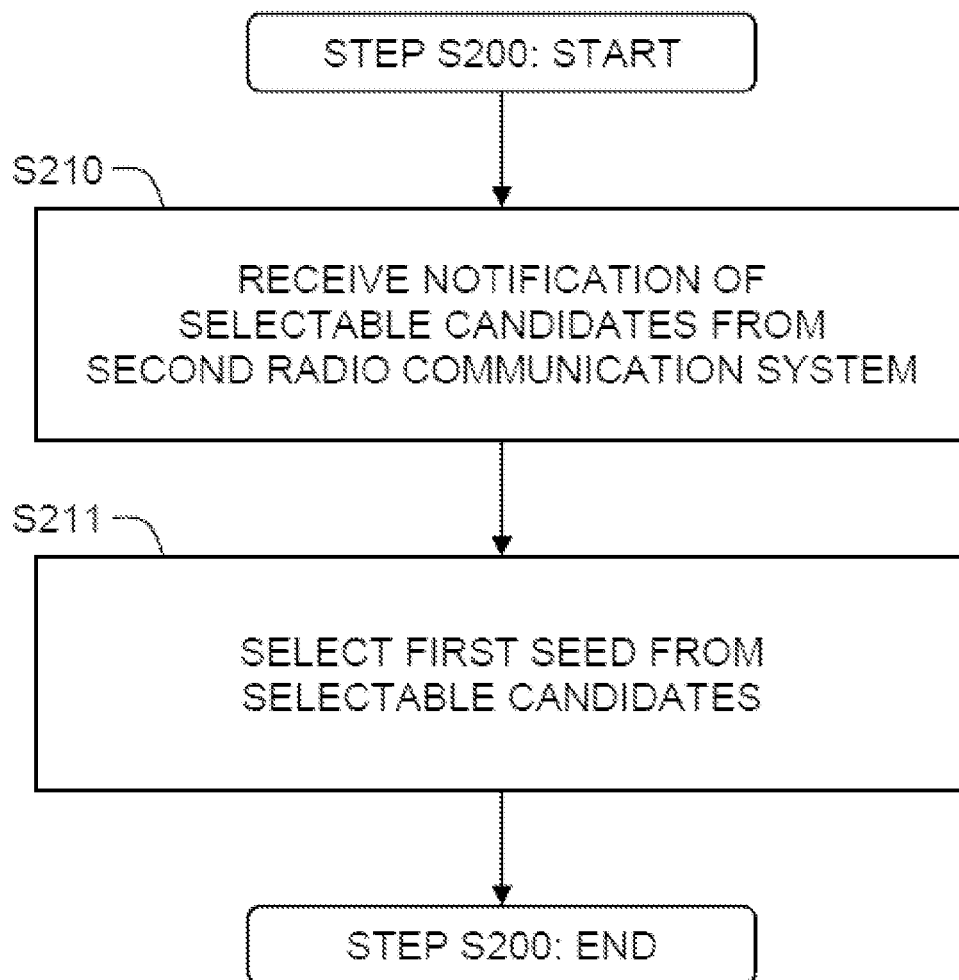 STEP S200: START
S210
RECEIVE NOTIFICATION OF
SELECTABLE CANDIDATES FROM
SECOND RADIO COMMUNICATION SYSTEM
S211
SELECT FIRST SEED FROM
SELECTABLE CANDIDATES
STEP S200: END